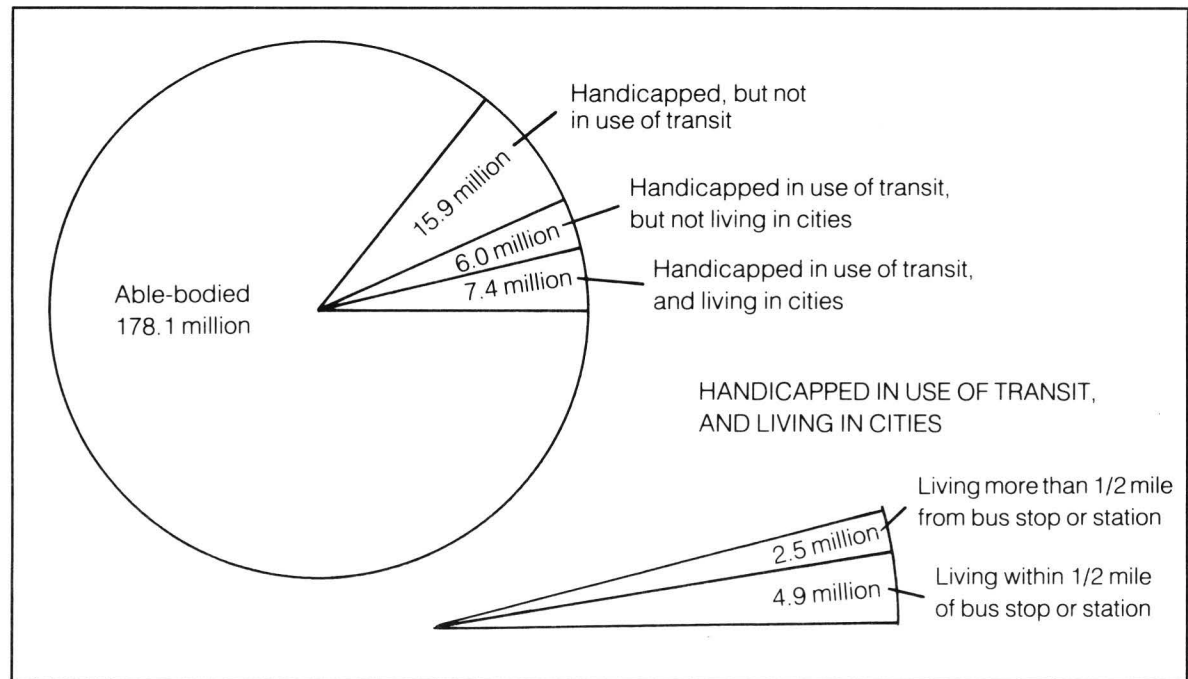 Handicapped, but not
in use of transit
15.9 million
Handicapped in use of transit,
but not living in cities
6.0 million
Handicapped in use of transit,
and living in cities
7.4 million
Able-bodied
178.1 million
HANDICAPPED IN USE OF TRANSIT,
AND LIVING IN CITIES
Living more than 1/2 mile
from bus stop or station
2.5 million
Living within 1/2 mile
of bus stop or station
4.9 million